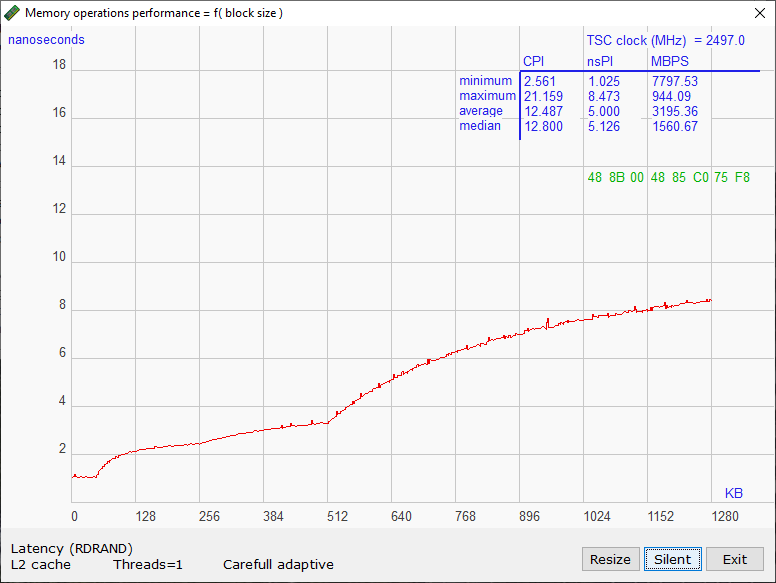 Memory operations performance = f( block size )
nanoseconds
TSC clock (MHz) = 2497.0
CPI nsPI MBPS
minimum 2.561 1.025 7797.53
maximum 21.159 8.473 944.09
average 12.487 5.000 3195.36
median 12.800 5.126 1560.67
48 8B 00 48 85 C0 75 F8
18
16
14
12
10
8
6
4
2
KB
0 128 256 384 512 640 768 896 1024 1152 1280
Latency (RDRAND)
L2 cache Threads=1 Carefull adaptive
Resize Silent Exit